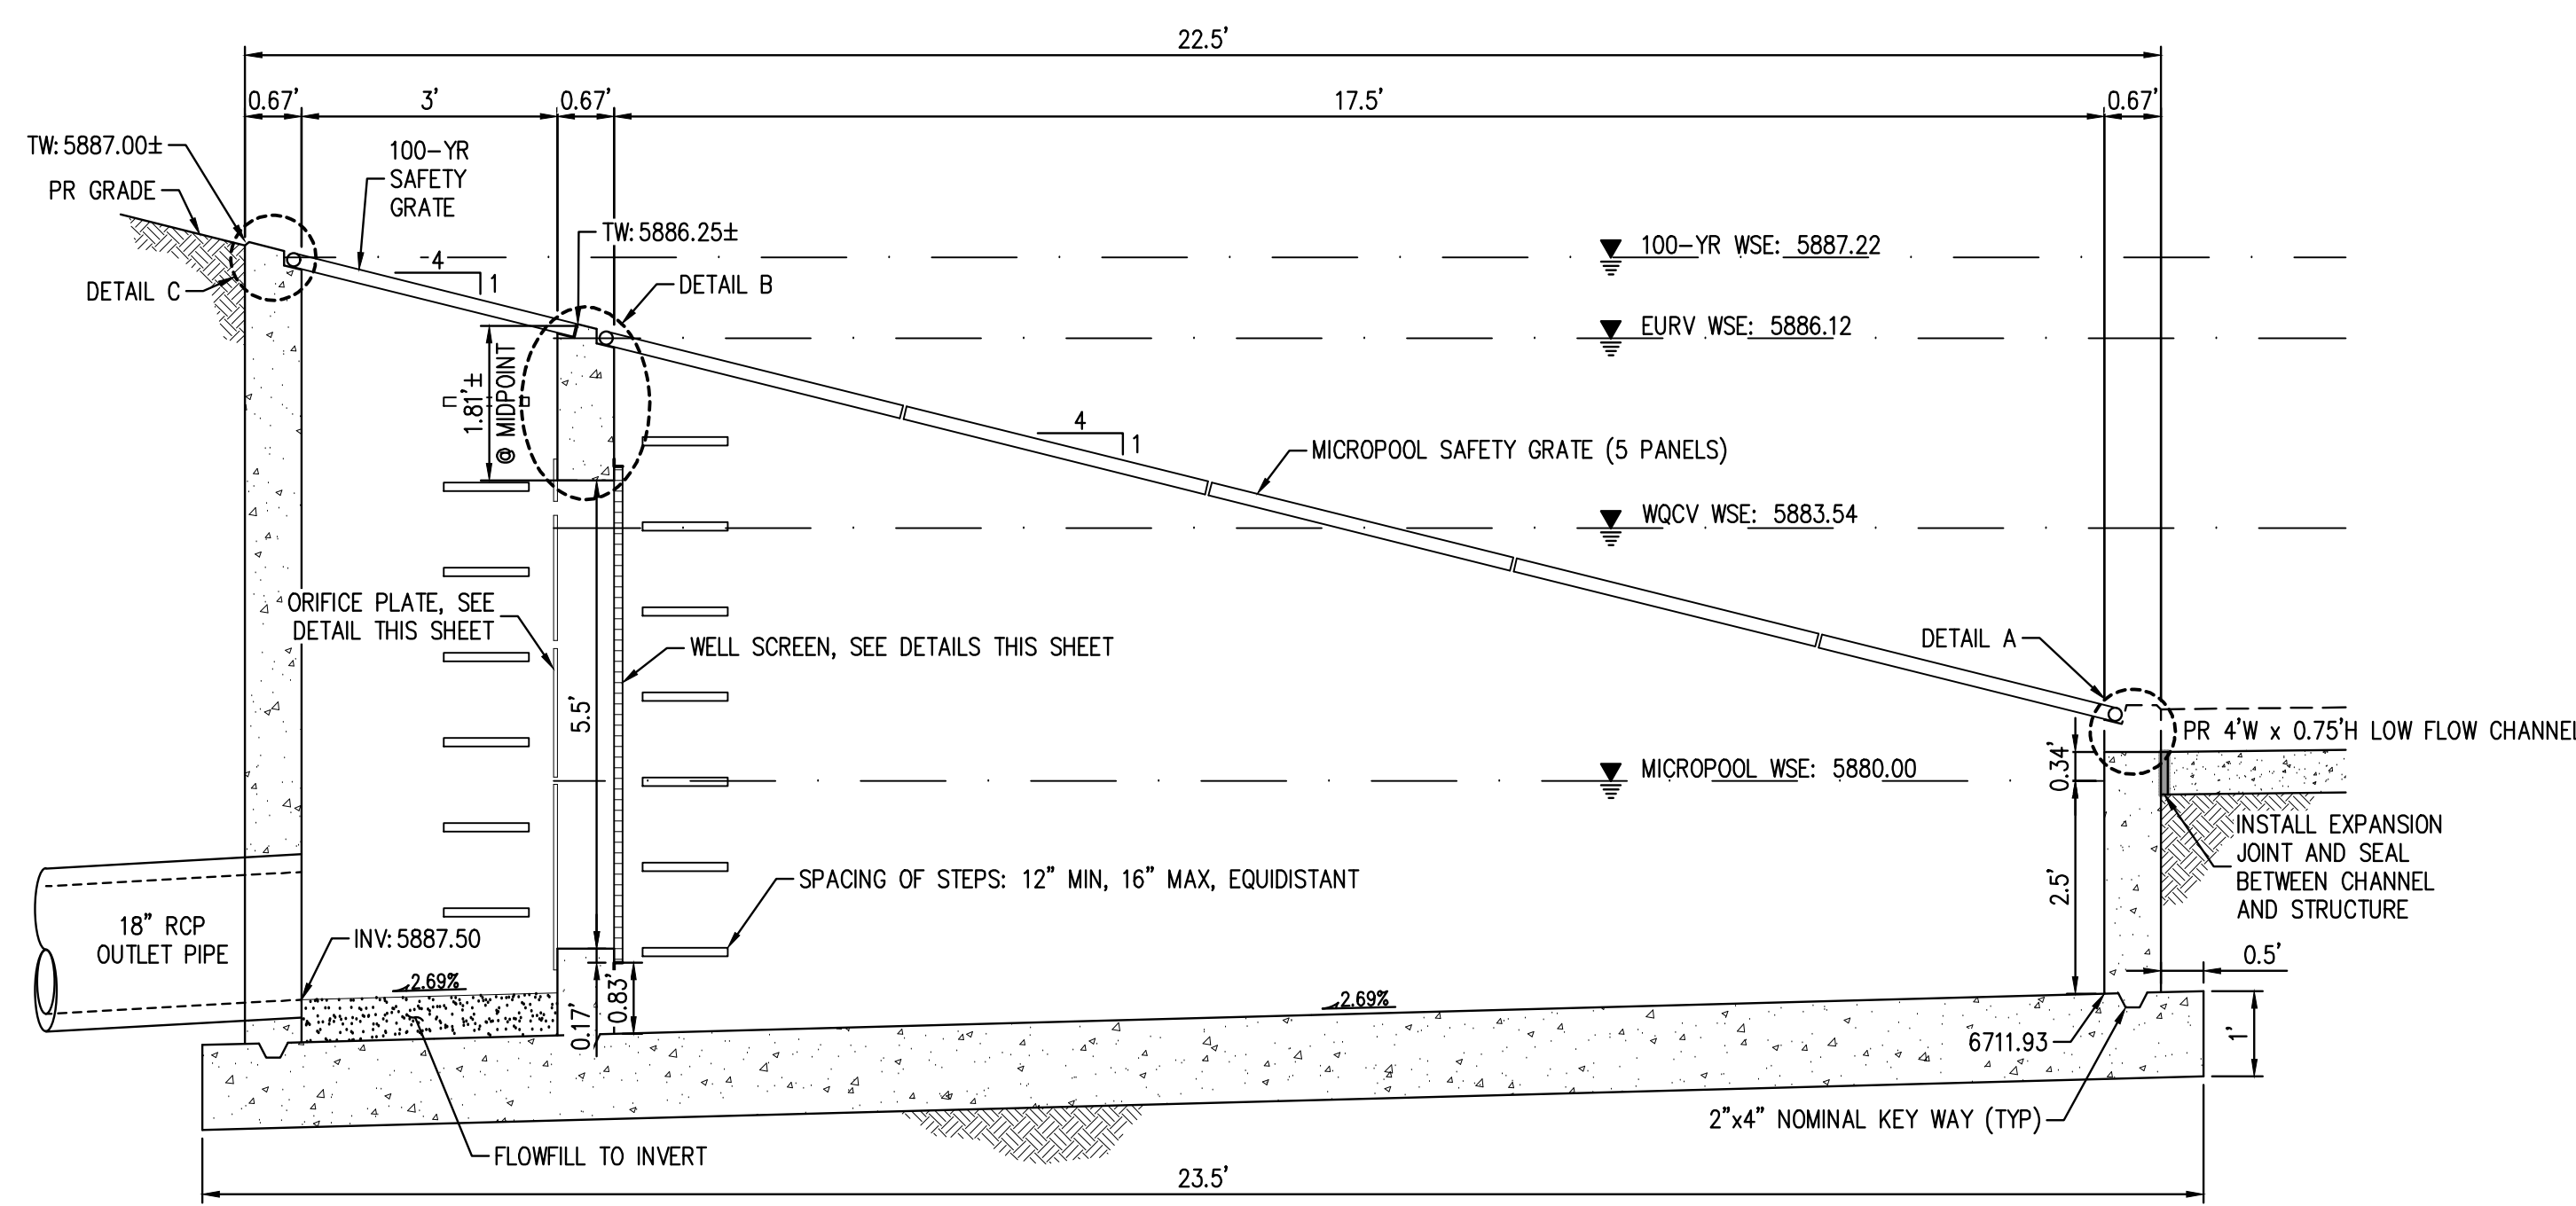 22.5'
0.67'
3'
0.67'
17.5'
0.67'
TW: 5887.00±
PR GRADE
100-YR
SAFETY
GRATE
TW: 5886.25±
DETAIL B
DETAIL C
4
1
100-YR WSE: 5887.22
EURV WSE: 5886.12
1.81'±
@ MIDPOINT
4
1
MICROPOOL SAFETY GRATE (5 PANELS)
WQCV WSE: 5883.54
ORIFICE PLATE, SEE
DETAIL THIS SHEET
WELL SCREEN, SEE DETAILS THIS SHEET
DETAIL A
5.5'
PR 4'W x 0.75'H LOW FLOW CHANNEL
0.34'
MICROPOOL WSE: 5880.00
INSTALL EXPANSION
JOINT AND SEAL
BETWEEN CHANNEL
AND STRUCTURE
2.5'
SPACING OF STEPS: 12" MIN, 16" MAX, EQUIDISTANT
18" RCP
OUTLET PIPE
INV: 5887.50
0.5'
2.69%
0.17'
0.83'
2.69%
6711.93
1'
2"x4" NOMINAL KEY WAY (TYP)
FLOWFILL TO INVERT
23.5'